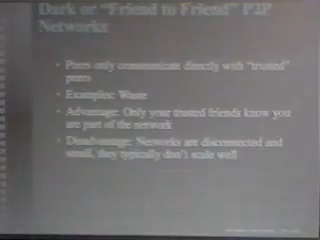 Dark or "Friend to Friend" P2P
Networks
• Peers only communicate directly with "trusted"
peers
• Examples: Waste
• Advantage: Only your trusted friends know you
are part of the network
• Disadvantage: Networks are disconnected and
small, they typically don't scale well